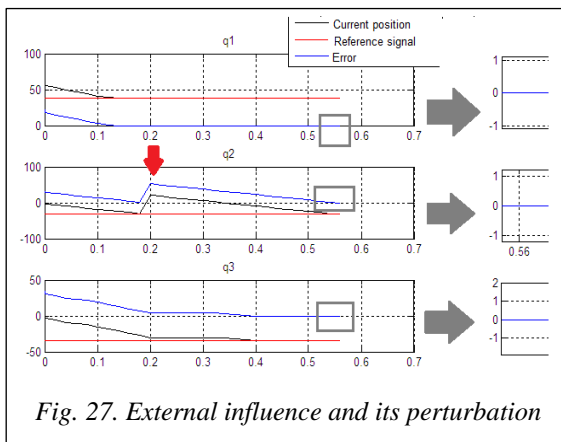 Current position
Reference signal
Error
q1
100
50
0
0 0.1 0.2 0.3 0.4 0.5 0.6 0.7
1
0
-1
q2
100
0
-100
0 0.1 0.2 0.3 0.4 0.5 0.6 0.7
1
0
-1
0.56
q3
50
0
-50
0 0.1 0.2 0.3 0.4 0.5 0.6 0.7
2
1
0
-1
Fig. 27. External influence and its perturbation